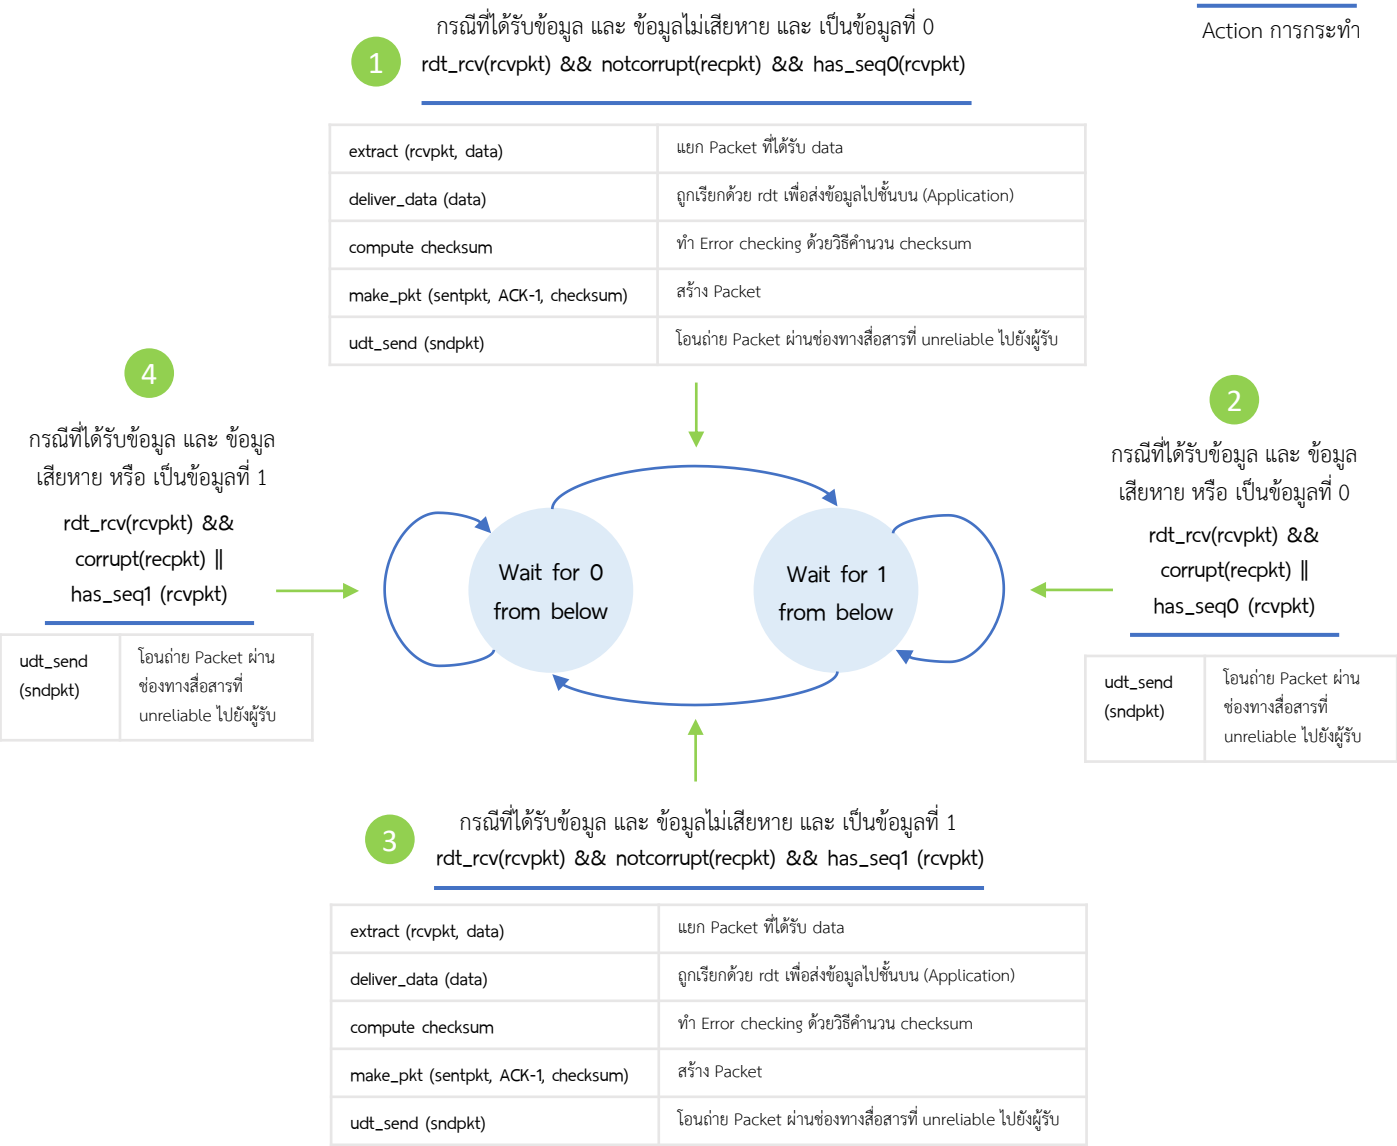 Action การกระทำ
1
กรณีที่ได้รับข้อมูล และ ข้อมูลไม่เสียหาย และ เป็นข้อมูลที่ 0
rdt_rcv(rcvpkt) && notcorrupt(recpkt) && has_seq0(rcvpkt)
extract (rcvpkt, data)
แยก Packet ที่ได้รับ data
deliver_data (data)
ถูกเรียกด้วย rdt เพื่อส่งข้อมูลไปชั้นบน (Application)
compute checksum
ทำ Error checking ด้วยวิธีคำนวน checksum
make_pkt (sentpkt, ACK-1, checksum)
สร้าง Packet
udt_send (sndpkt)
โอนถ่าย Packet ผ่านช่องทางสื่อสารที่ unreliable ไปยังผู้รับ
4
กรณีที่ได้รับข้อมูล และ ข้อมูล
เสียหาย หรือ เป็นข้อมูลที่ 1
rdt_rcv(rcvpkt) &&
corrupt(recpkt) ||
has_seq1 (rcvpkt)
udt_send
(sndpkt)
โอนถ่าย Packet ผ่าน
ช่องทางสื่อสารที่
unreliable ไปยังผู้รับ
Wait for 0
from below
Wait for 1
from below
2
กรณีที่ได้รับข้อมูล และ ข้อมูล
เสียหาย หรือ เป็นข้อมูลที่ 0
rdt_rcv(rcvpkt) &&
corrupt(recpkt) ||
has_seq0 (rcvpkt)
udt_send
(sndpkt)
โอนถ่าย Packet ผ่าน
ช่องทางสื่อสารที่
unreliable ไปยังผู้รับ
3
กรณีที่ได้รับข้อมูล และ ข้อมูลไม่เสียหาย และ เป็นข้อมูลที่ 1
rdt_rcv(rcvpkt) && notcorrupt(recpkt) && has_seq1 (rcvpkt)
extract (rcvpkt, data)
แยก Packet ที่ได้รับ data
deliver_data (data)
ถูกเรียกด้วย rdt เพื่อส่งข้อมูลไปชั้นบน (Application)
compute checksum
ทำ Error checking ด้วยวิธีคำนวน checksum
make_pkt (sentpkt, ACK-1, checksum)
สร้าง Packet
udt_send (sndpkt)
โอนถ่าย Packet ผ่านช่องทางสื่อสารที่ unreliable ไปยังผู้รับ